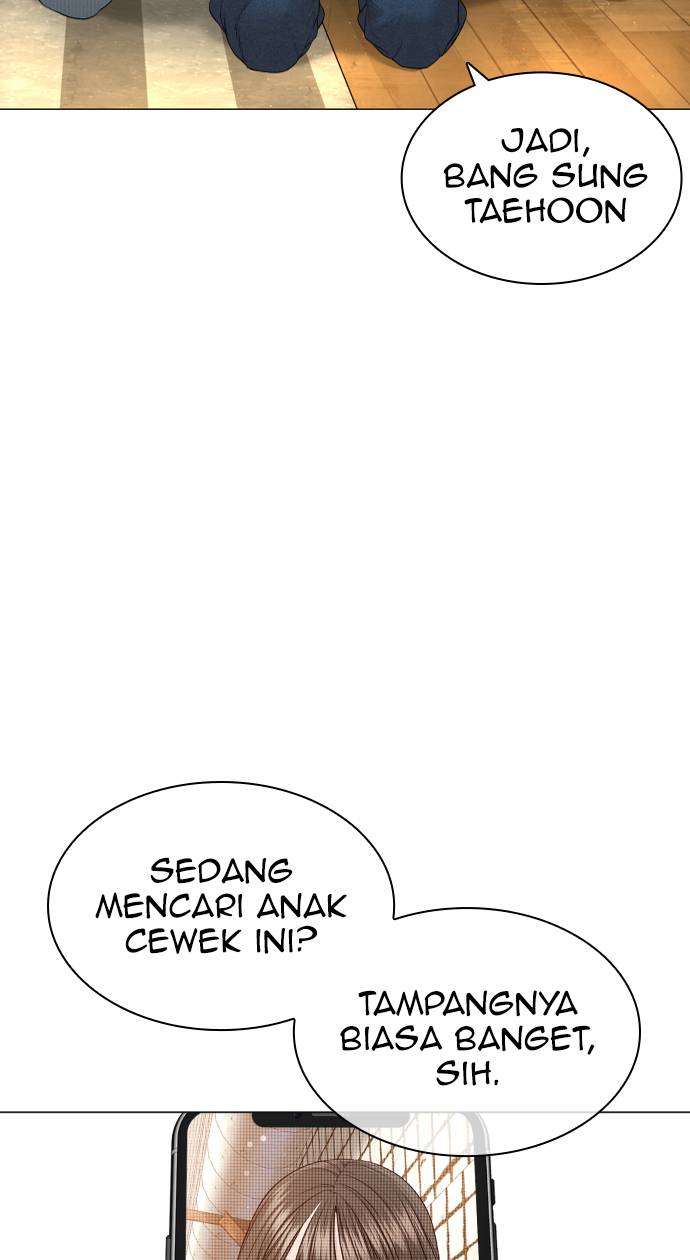 JADI,
BANG SUNG
TAEHOON
SEDANG
MENCARI ANAK
CEWEK INI?
TAMPANGNYA
BIASA BANGET,
SIH.